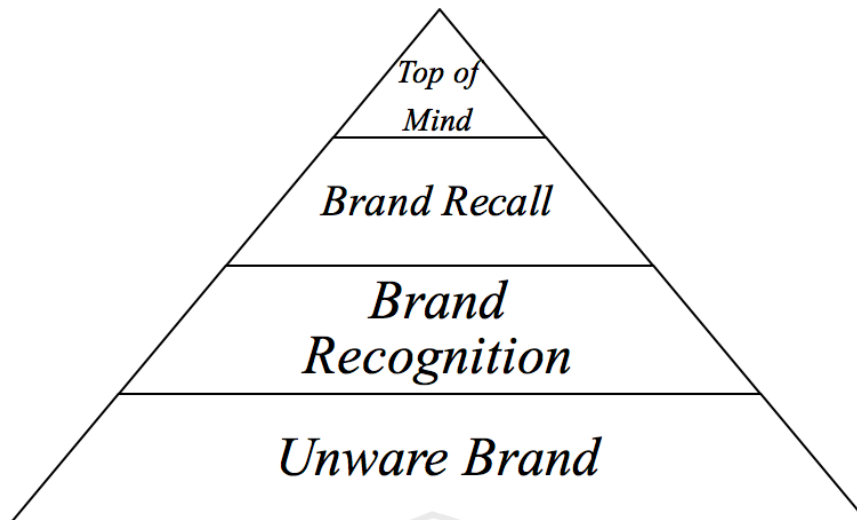 Top of
Mind
Brand Recall
Brand
Recognition
Unware Brand